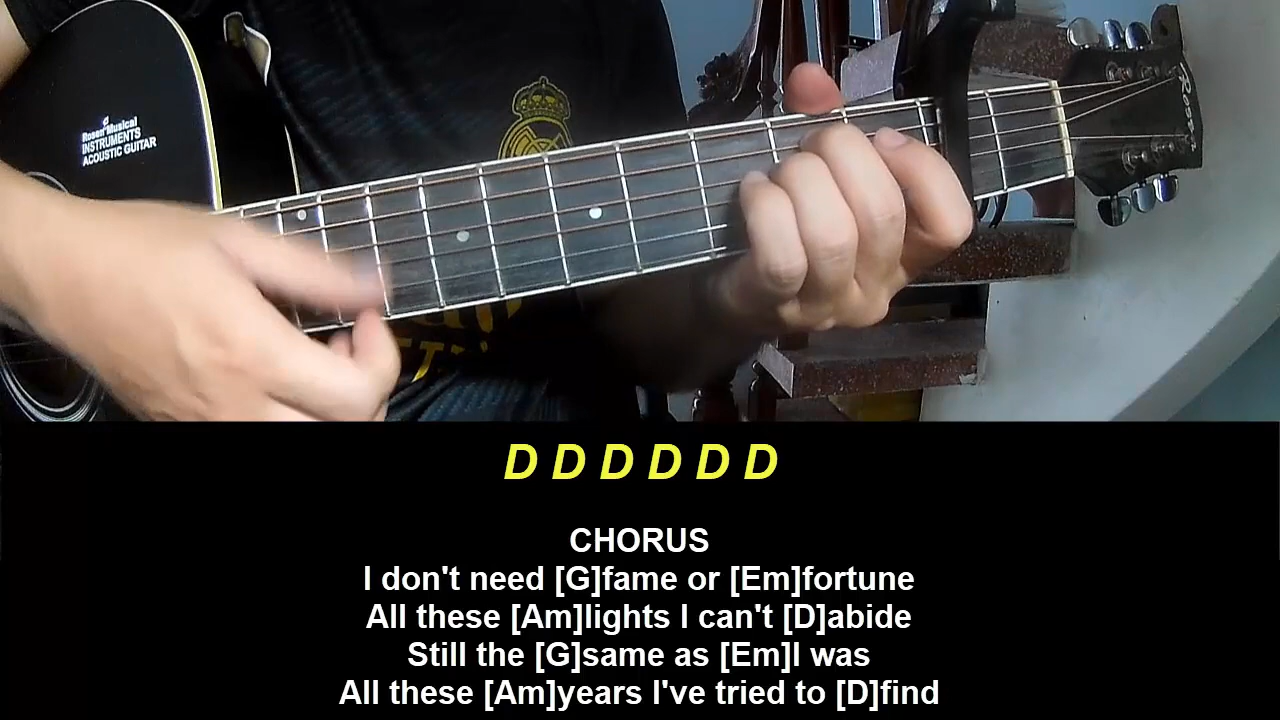 Rosen Musical
INSTRUMENTS
ACOUSTIC GUITAR
Rosen
D D D D D D
CHORUS
I don't need [G]fame or [Em]fortune
All these [Am]lights I can't [D]abide
Still the [G]same as [Em]I was
All these [Am]years I've tried to [D]find